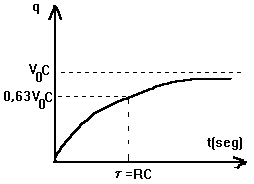 q
V₀C
0,63V₀C
t(seg)
τ=RC